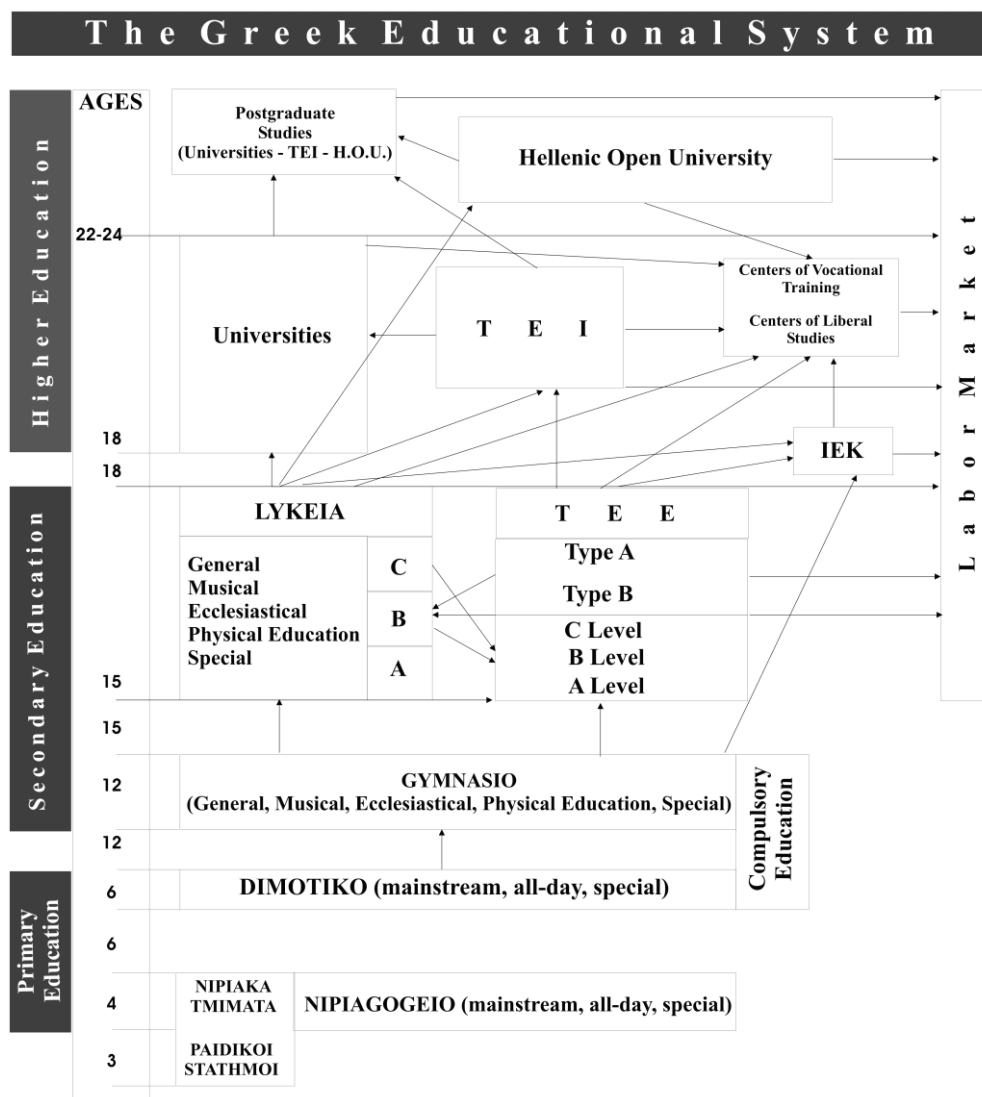 The Greek Educational System
Higher Education
Secondary Education
Primary
Education
AGES
22-24
18
18
15
15
12
12
6
6
4
3
Postgraduate
Studies
(Universities - TEI - H.O.U.)
Hellenic Open University
Universities
T E I
Centers of Vocational
Training
Centers of Liberal
Studies
IEK
LYKEIA
General
Musical
Ecclesiastical
Physical Education
Special
C
B
A
T E E
Type A
Type B
C Level
B Level
A Level
GYMNASIO
(General, Musical, Ecclesiastical, Physical Education, Special)
DIMOTIKO (mainstream, all-day, special)
Compulsory
Education
NIPIAKA
TMIMATA
NIPIAGOGEIO (mainstream, all-day, special)
PAIDIKOI
STATHMOI
Labor Market